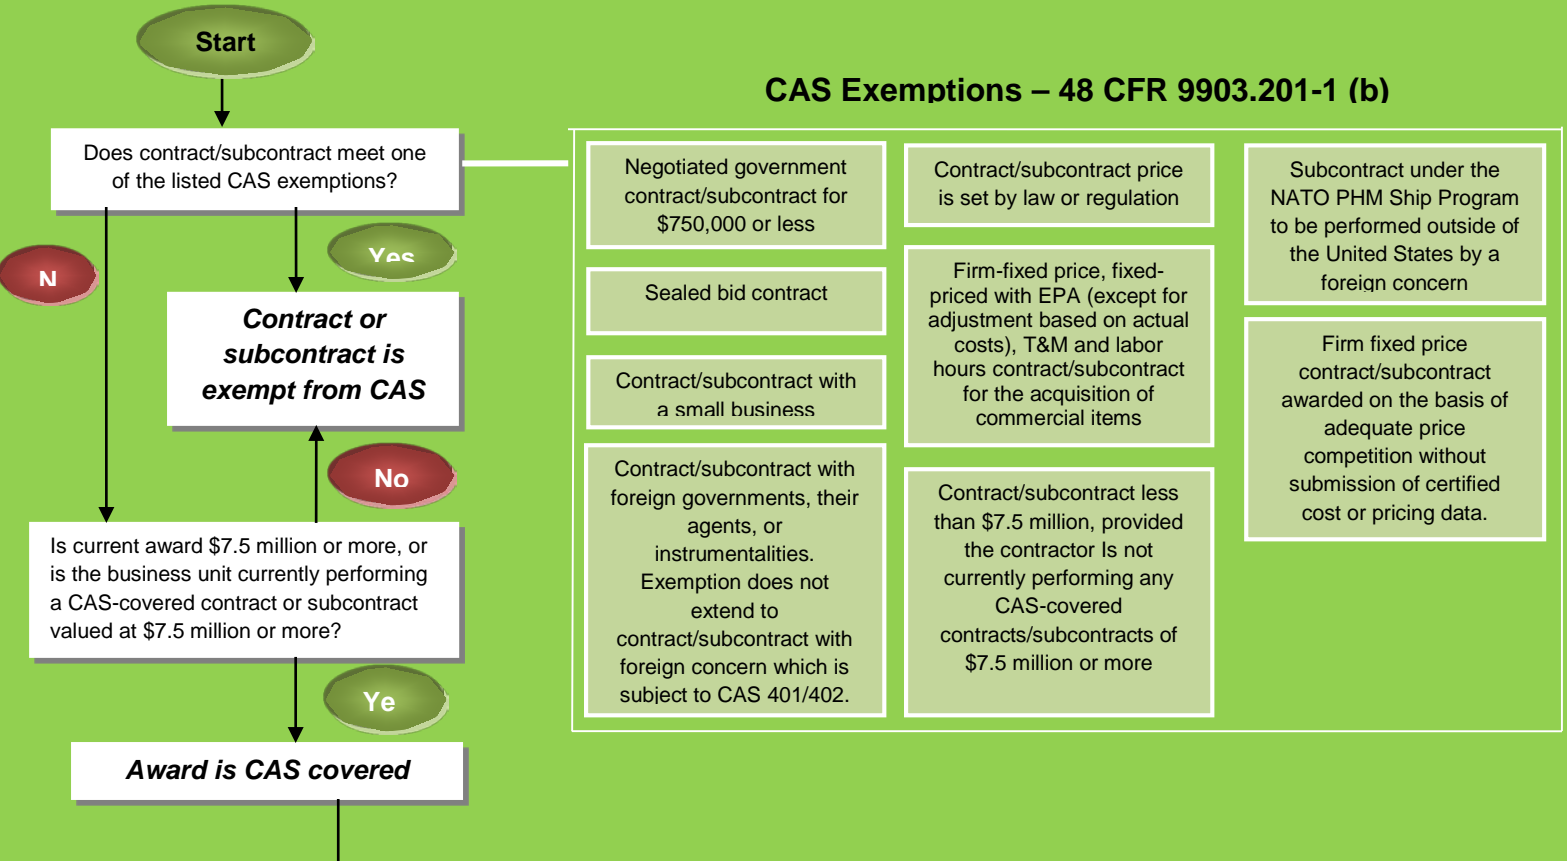 Start
Does contract/subcontract meet one
of the listed CAS exemptions?
Yes
N
Contract or
subcontract is
exempt from CAS
No
Is current award $7.5 million or more, or
is the business unit currently performing
a CAS-covered contract or subcontract
valued at $7.5 million or more?
Ye
Award is CAS covered
CAS Exemptions – 48 CFR 9903.201-1 (b)
Negotiated government
contract/subcontract for
$750,000 or less
Sealed bid contract
Contract/subcontract with
a small business
Contract/subcontract with
foreign governments, their
agents, or
instrumentalities.
Exemption does not
extend to
contract/subcontract with
foreign concern which is
subject to CAS 401/402.
Contract/subcontract price
is set by law or regulation
Firm-fixed price, fixed-
priced with EPA (except for
adjustment based on actual
costs), T&M and labor
hours contract/subcontract
for the acquisition of
commercial items
Contract/subcontract less
than $7.5 million, provided
the contractor Is not
currently performing any
CAS-covered
contracts/subcontracts of
$7.5 million or more
Subcontract under the
NATO PHM Ship Program
to be performed outside of
the United States by a
foreign concern
Firm fixed price
contract/subcontract
awarded on the basis of
adequate price
competition without
submission of certified
cost or pricing data.